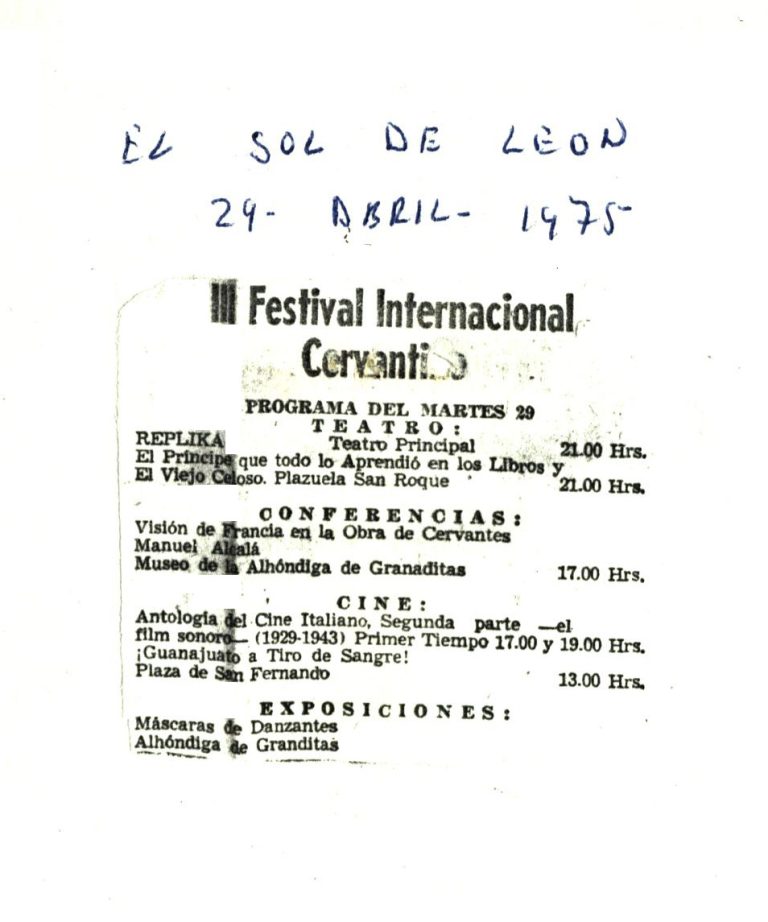 EL SOL DE LEON
29- ABRIL- 1975
III Festival Internacional
Cervantino
PROGRAMA DEL MARTES 29
TEATRO:
REPLIKA Teatro Principal 21.00 Hrs.
El Príncipe que todo lo Aprendió en los Libros y
El Viejo Celoso. Plazuela San Roque 21.00 Hrs.
CONFERENCIAS:
Visión de Francia en la Obra de Cervantes
Manuel Alcalá
Museo de la Alhóndiga de Granaditas 17.00 Hrs.
CINE:
Antología del Cine Italiano, Segunda parte —el
film sonoro— (1929-1943) Primer Tiempo 17.00 y 19.00 Hrs.
¡Guanajuato a Tiro de Sangre!
Plaza de San Fernando 13.00 Hrs.
EXPOSICIONES:
Máscaras de Danzantes
Alhóndiga de Granditas